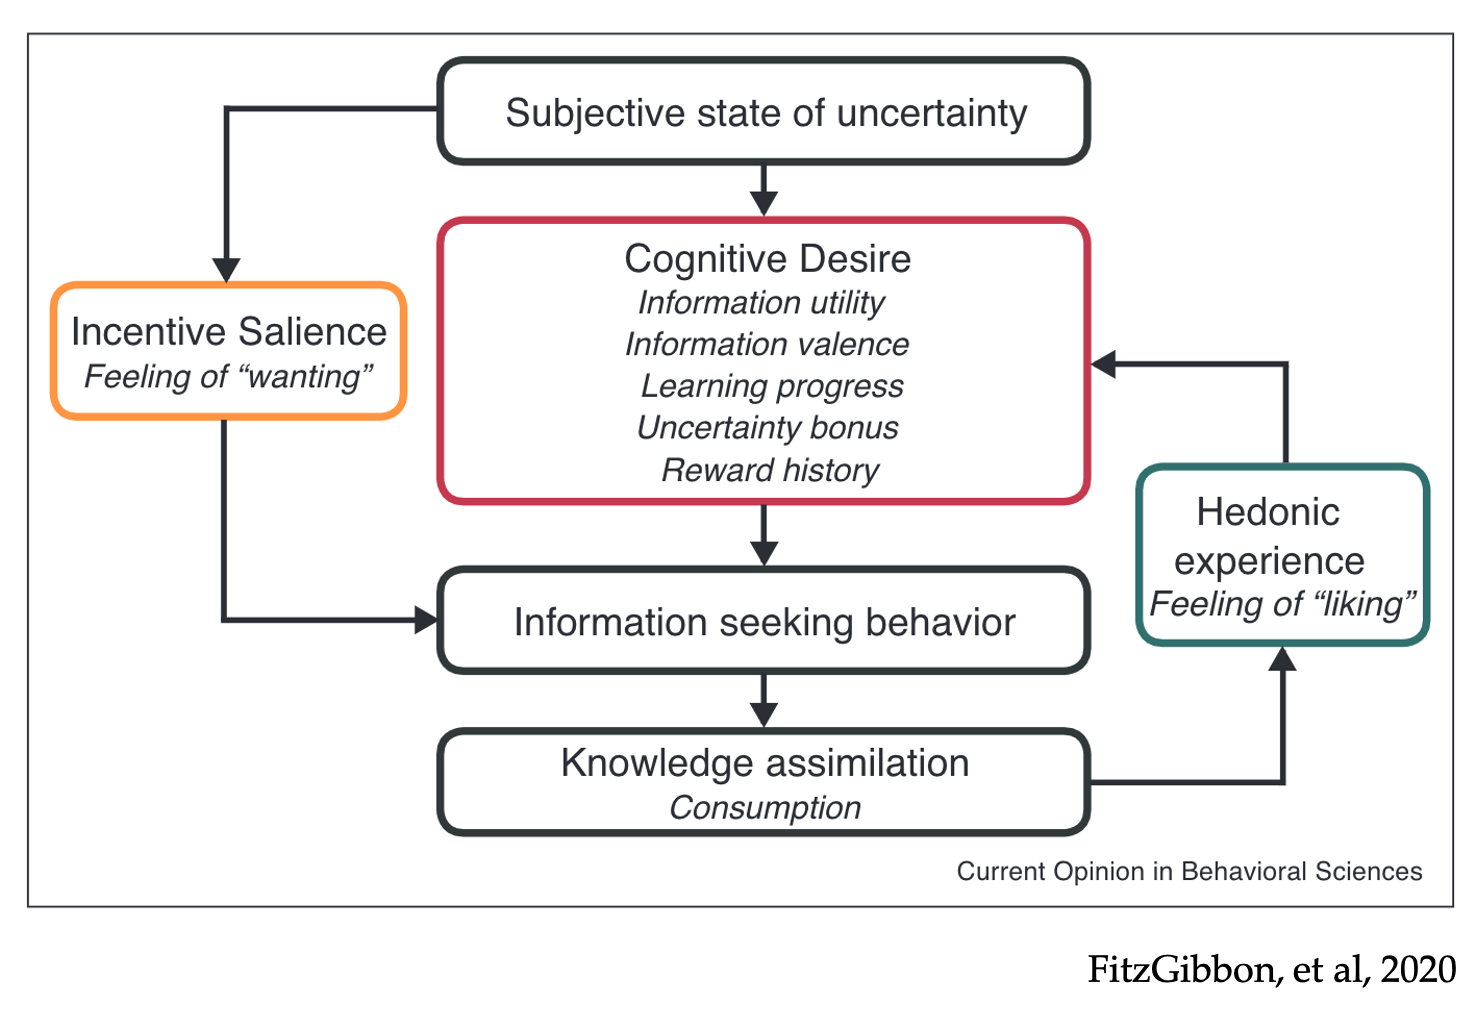 Subjective state of uncertainty
Cognitive Desire
Information utility
Information valence
Learning progress
Uncertainty bonus
Reward history
Incentive Salience
Feeling of “wanting”
Hedonic
experience
Feeling of “liking”
Information seeking behavior
Knowledge assimilation
Consumption
Current Opinion in Behavioral Sciences
FitzGibbon, et al, 2020